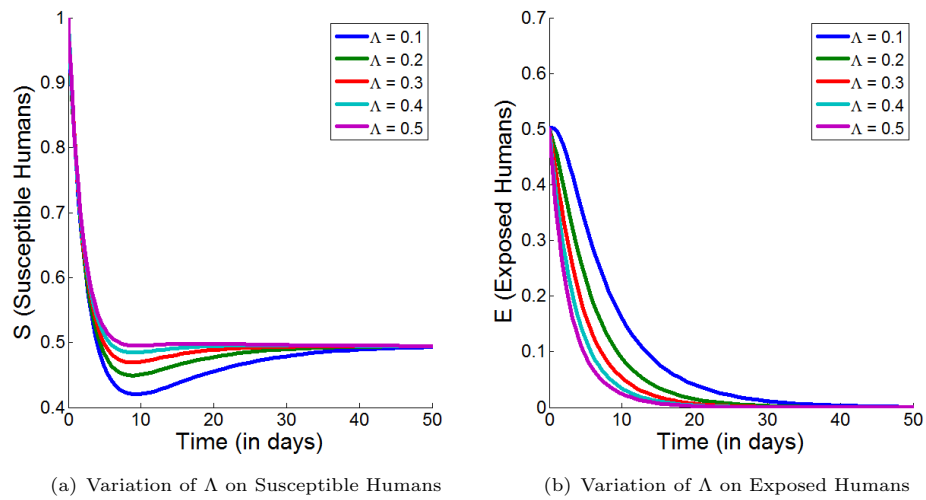 1
0.9
0.8
0.7
0.6
0.5
0.4
S (Susceptible Humans)
0 10 20 30 40 50
Time (in days)
Λ = 0.1
Λ = 0.2
Λ = 0.3
Λ = 0.4
Λ = 0.5
(a) Variation of Λ on Susceptible Humans
0.7
0.6
0.5
0.4
0.3
0.2
0.1
0
E (Exposed Humans)
0 10 20 30 40 50
Time (in days)
Λ = 0.1
Λ = 0.2
Λ = 0.3
Λ = 0.4
Λ = 0.5
(b) Variation of Λ on Exposed Humans